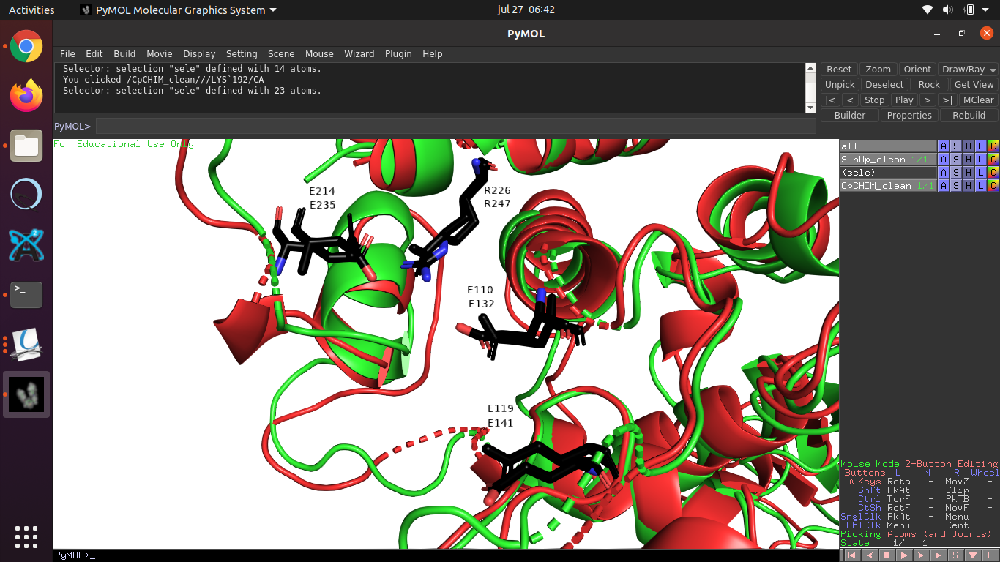 Activities PyMOL Molecular Graphics System jul 27 06:42
PyMOL
File Edit Build Movie Display Setting Scene Mouse Wizard Plugin Help
Selector: selection "sele" defined with 14 atoms.
You clicked /CpCHIM_clean///LYS`192/CA
Selector: selection "sele" defined with 23 atoms.
PyMOL>
Reset Zoom Orient Draw/Ray
Unpick Deselect Rock Get View
|< < Stop Play > >| MClear
Builder Properties Rebuild
For Educational Use Only
E214
E235
R226
R247
E110
E132
E119
E141
all A S H L C
SunUp_clean 1/1 A S H L C
(sele) A S H L C
CpCHIM_clean 1/1 A S H L C
Mouse Mode 2-Button Editing
Buttons L M R Wheel
& Keys Rota - MovZ -
Shft PkAt - Clip -
Ctrl TorF - PkTB -
CtSh RotF - MovF -
SnglClk PkAt - Menu
DblClk Menu - Cent
Picking Atoms (and Joints)
State 1/ 1
S F
PyMOL>_